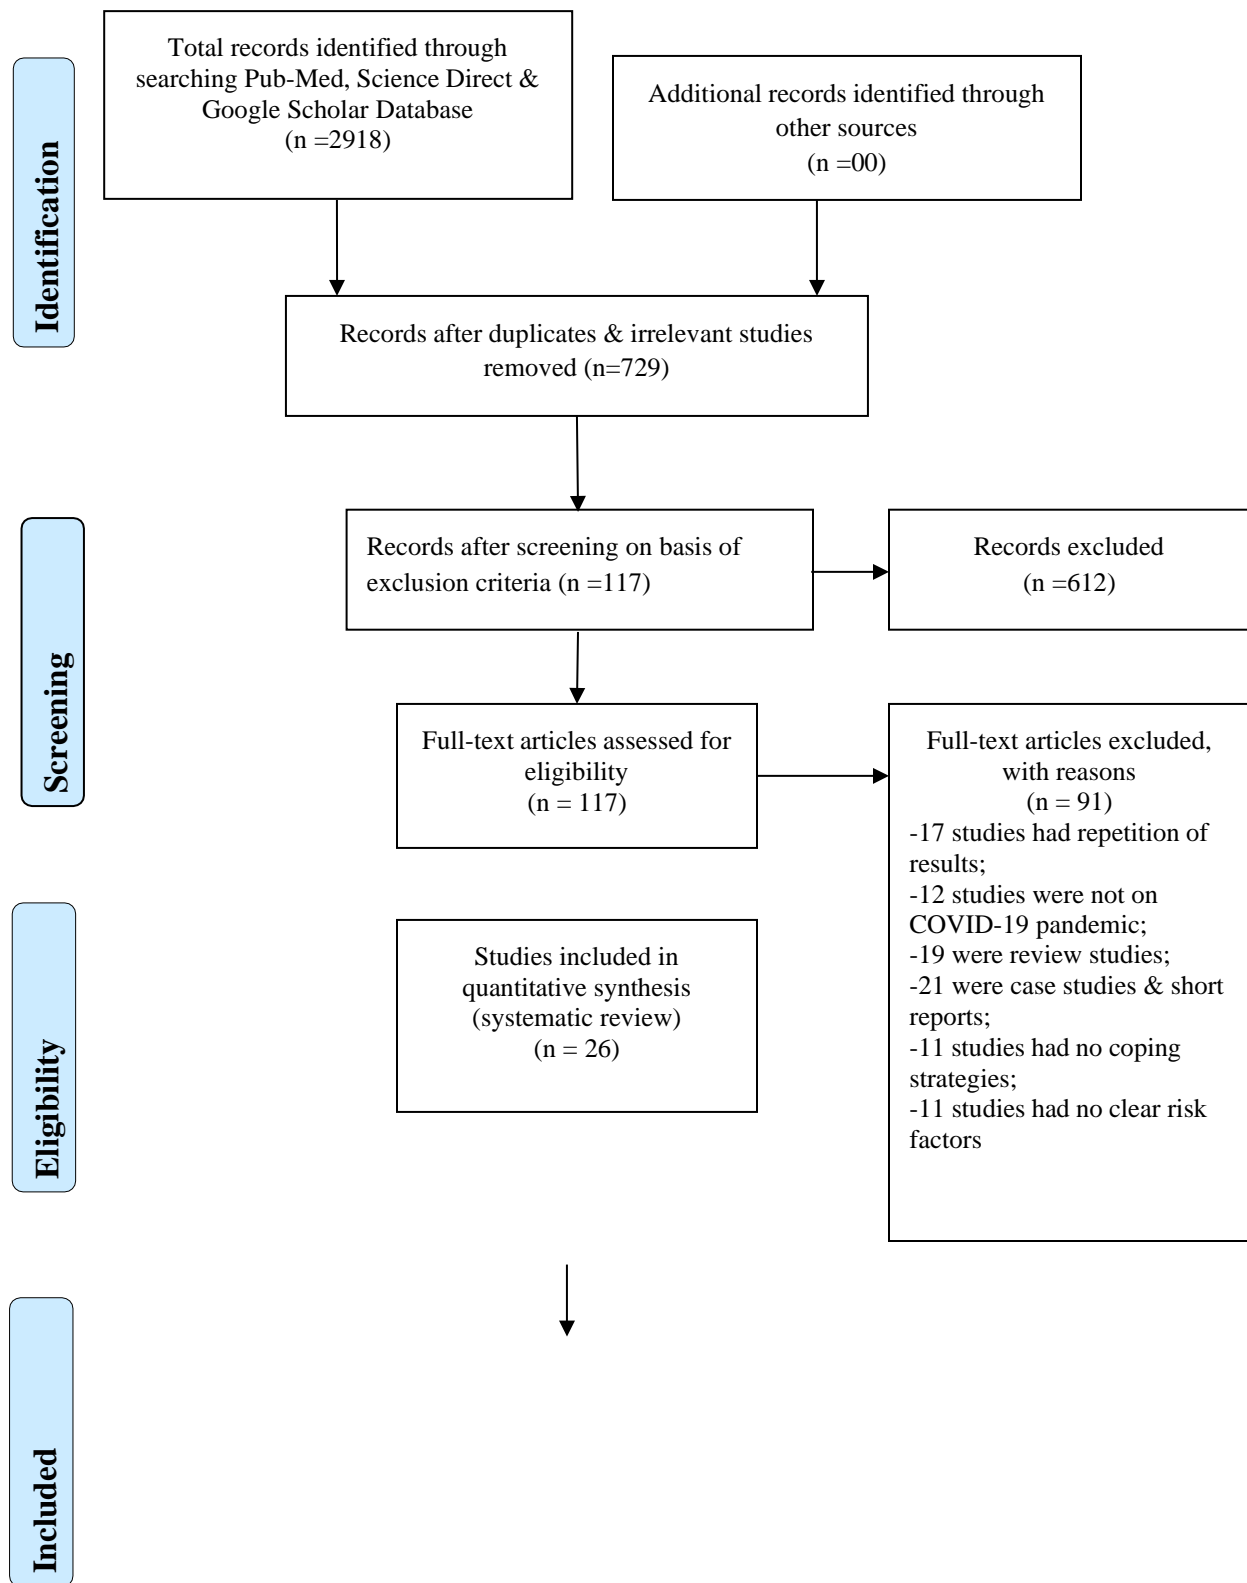 Total records identified through
searching Pub-Med, Science Direct &
Google Scholar Database
(n =2918)
Additional records identified through
other sources
(n =00)
Identification
Records after duplicates & irrelevant studies
removed (n=729)
Records after screening on basis of
exclusion criteria (n =117)
Records excluded
(n =612)
Screening
Full-text articles assessed for
eligibility
(n = 117)
Full-text articles excluded,
with reasons
(n = 91)
-17 studies had repetition of
results;
-12 studies were not on
COVID-19 pandemic;
-19 were review studies;
-21 were case studies & short
reports;
-11 studies had no coping
strategies;
-11 studies had no clear risk
factors
Eligibility
Studies included in
quantitative synthesis
(systematic review)
(n = 26)
Included